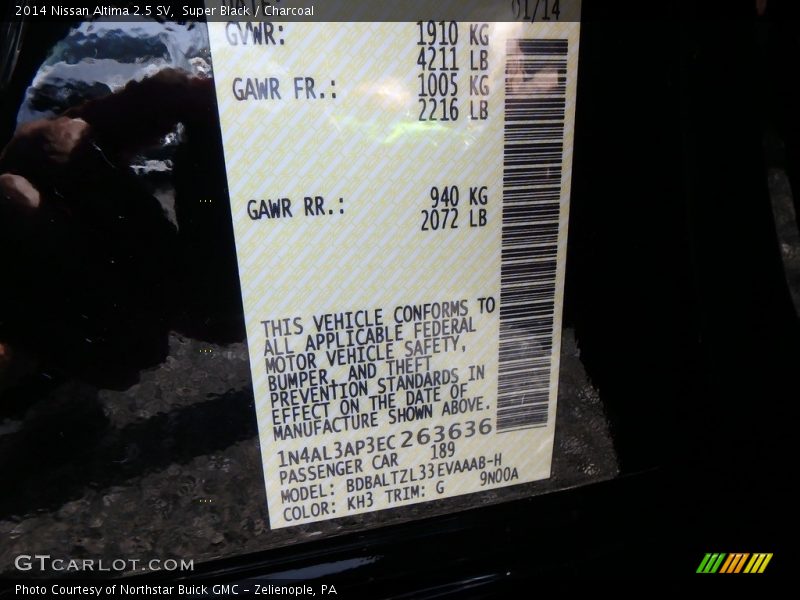 2014 Nissan Altima 2.5 SV, Super Black / Charcoal
01/14
GVWR: 1910 KG
4211 LB
GAWR FR.: 1005 KG
2216 LB
GAWR RR.: 940 KG
2072 LB
THIS VEHICLE CONFORMS TO
ALL APPLICABLE FEDERAL
MOTOR VEHICLE SAFETY,
BUMPER, AND THEFT
PREVENTION STANDARDS IN
EFFECT ON THE DATE OF
MANUFACTURE SHOWN ABOVE.
1N4AL3AP3EC263636
PASSENGER CAR 189
MODEL: BDBALTZL33EVAAAB-H
COLOR: KH3 TRIM: G 9N00A
GTCARLOT.COM
Photo Courtesy of Northstar Buick GMC - Zelienople, PA